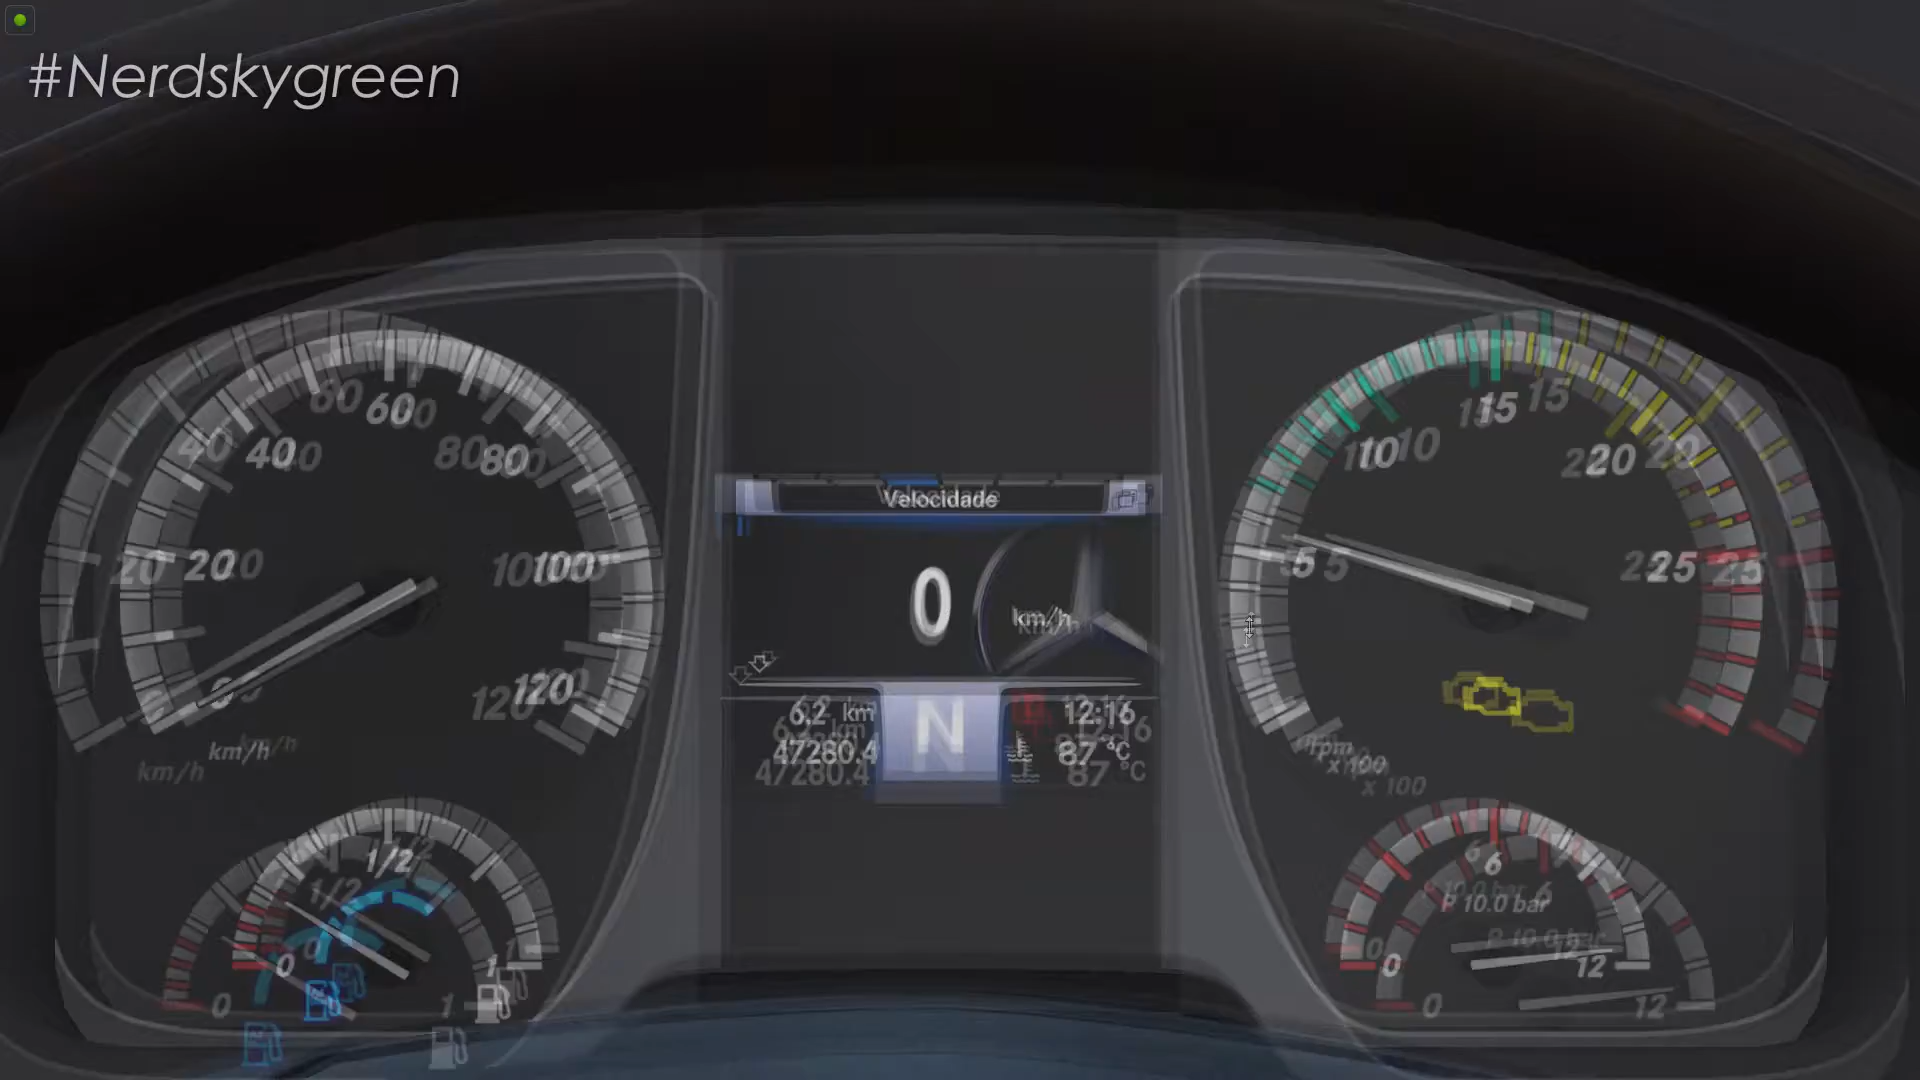 #Nerdskygreen
60
40
80
20
100
0
120
km/h
1/2
0
1
Velocidade
0
km/h
6,2 km
N
12:16
47280.4
87 °C
15
10
20
5
25
rpm
x 100
6
P 10.0 bar
0
12